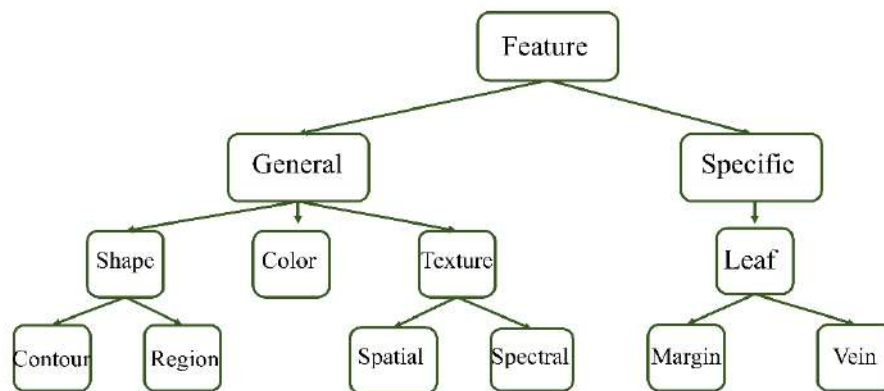 Feature
General
Specific
Shape
Color
Texture
Leaf
Contour
Region
Spatial
Spectral
Margin
Vein